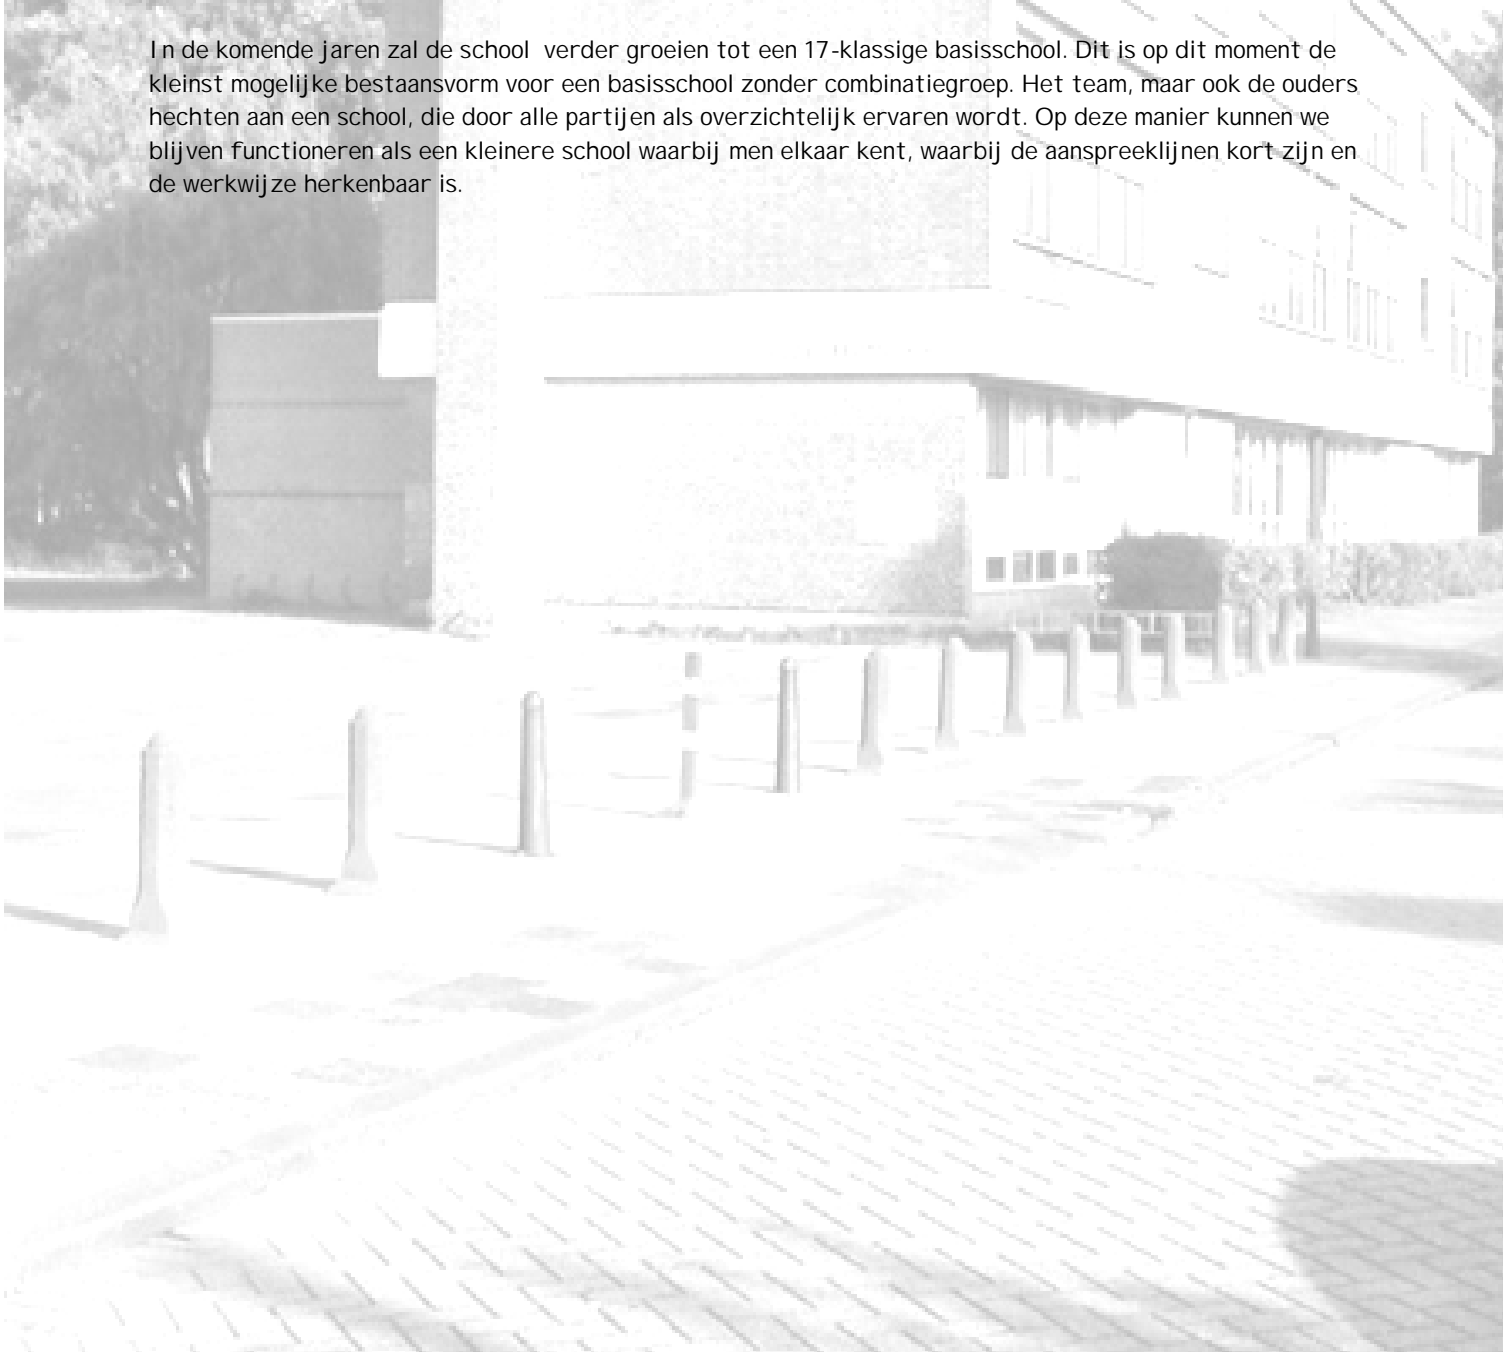 In de komende jaren zal de school verder groeien tot een 17-klassige basisschool. Dit is op dit moment de
kleinst mogelijke bestaansvorm voor een basisschool zonder combinatiegroep. Het team, maar ook de ouders
hechten aan een school, die door alle partijen als overzichtelijk ervaren wordt. Op deze manier kunnen we
blijven functioneren als een kleinere school waarbij men elkaar kent, waarbij de aanspreeklijnen kort zijn en
de werkwijze herkenbaar is.